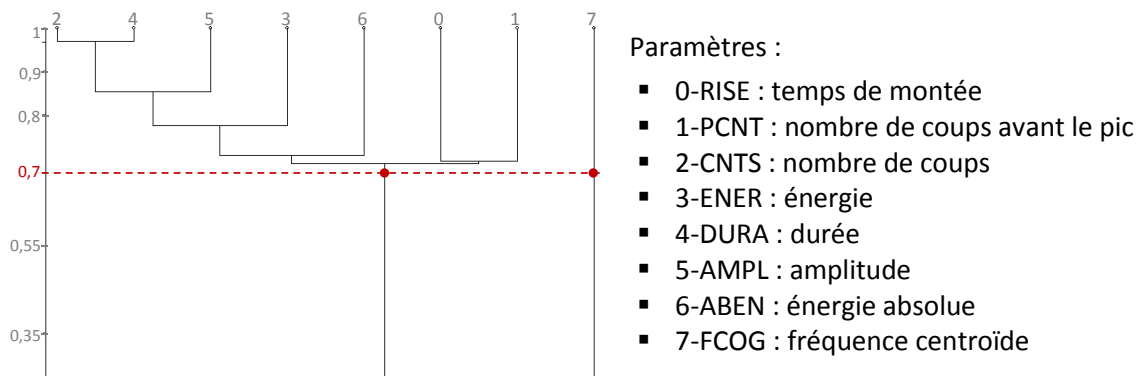 2 4 5 3 6 0 1 7
1
0,9
0,8
0,7
0,55
0,35
Paramètres :
▪ 0-RISE : temps de montée
▪ 1-PCNT : nombre de coups avant le pic
▪ 2-CNTS : nombre de coups
▪ 3-ENER : énergie
▪ 4-DURA : durée
▪ 5-AMPL : amplitude
▪ 6-ABEN : énergie absolue
▪ 7-FCOG : fréquence centroïde